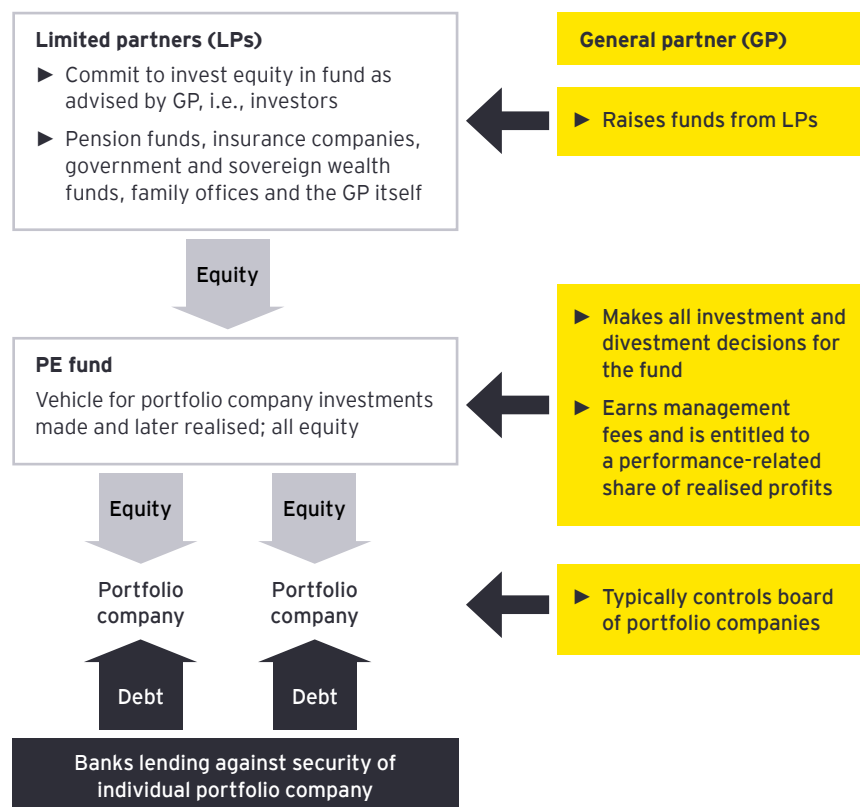 Limited partners (LPs)
► Commit to invest equity in fund as
advised by GP, i.e., investors
► Pension funds, insurance companies,
government and sovereign wealth
funds, family offices and the GP itself
General partner (GP)
► Raises funds from LPs
Equity
► Makes all investment and
divestment decisions for
the fund
► Earns management
fees and is entitled to
a performance-related
share of realised profits
PE fund
Vehicle for portfolio company investments
made and later realised; all equity
Equity
Equity
Portfolio
company
Portfolio
company
► Typically controls board
of portfolio companies
Debt
Debt
Banks lending against security of
individual portfolio company